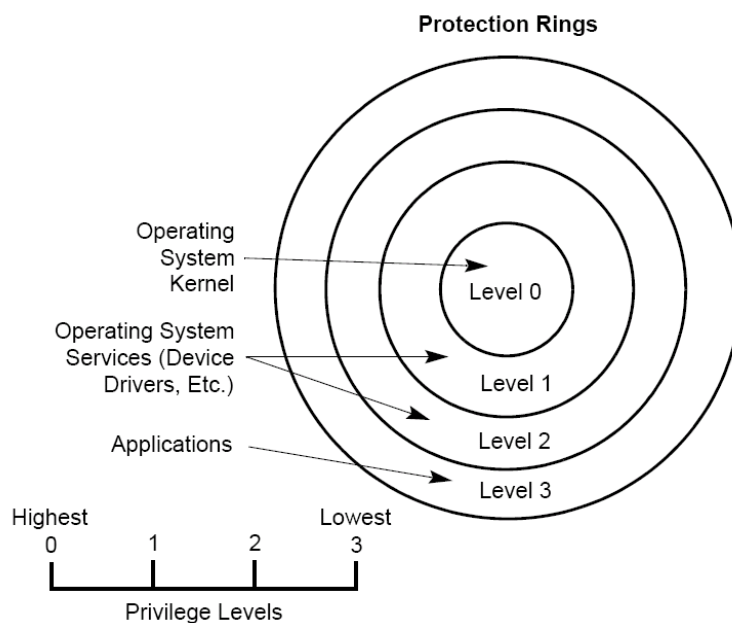 Protection Rings
Operating
System
Kernel
Level 0
Operating System
Services (Device
Drivers, Etc.)
Level 1
Level 2
Applications
Level 3
Highest
Lowest
0 1 2 3
Privilege Levels